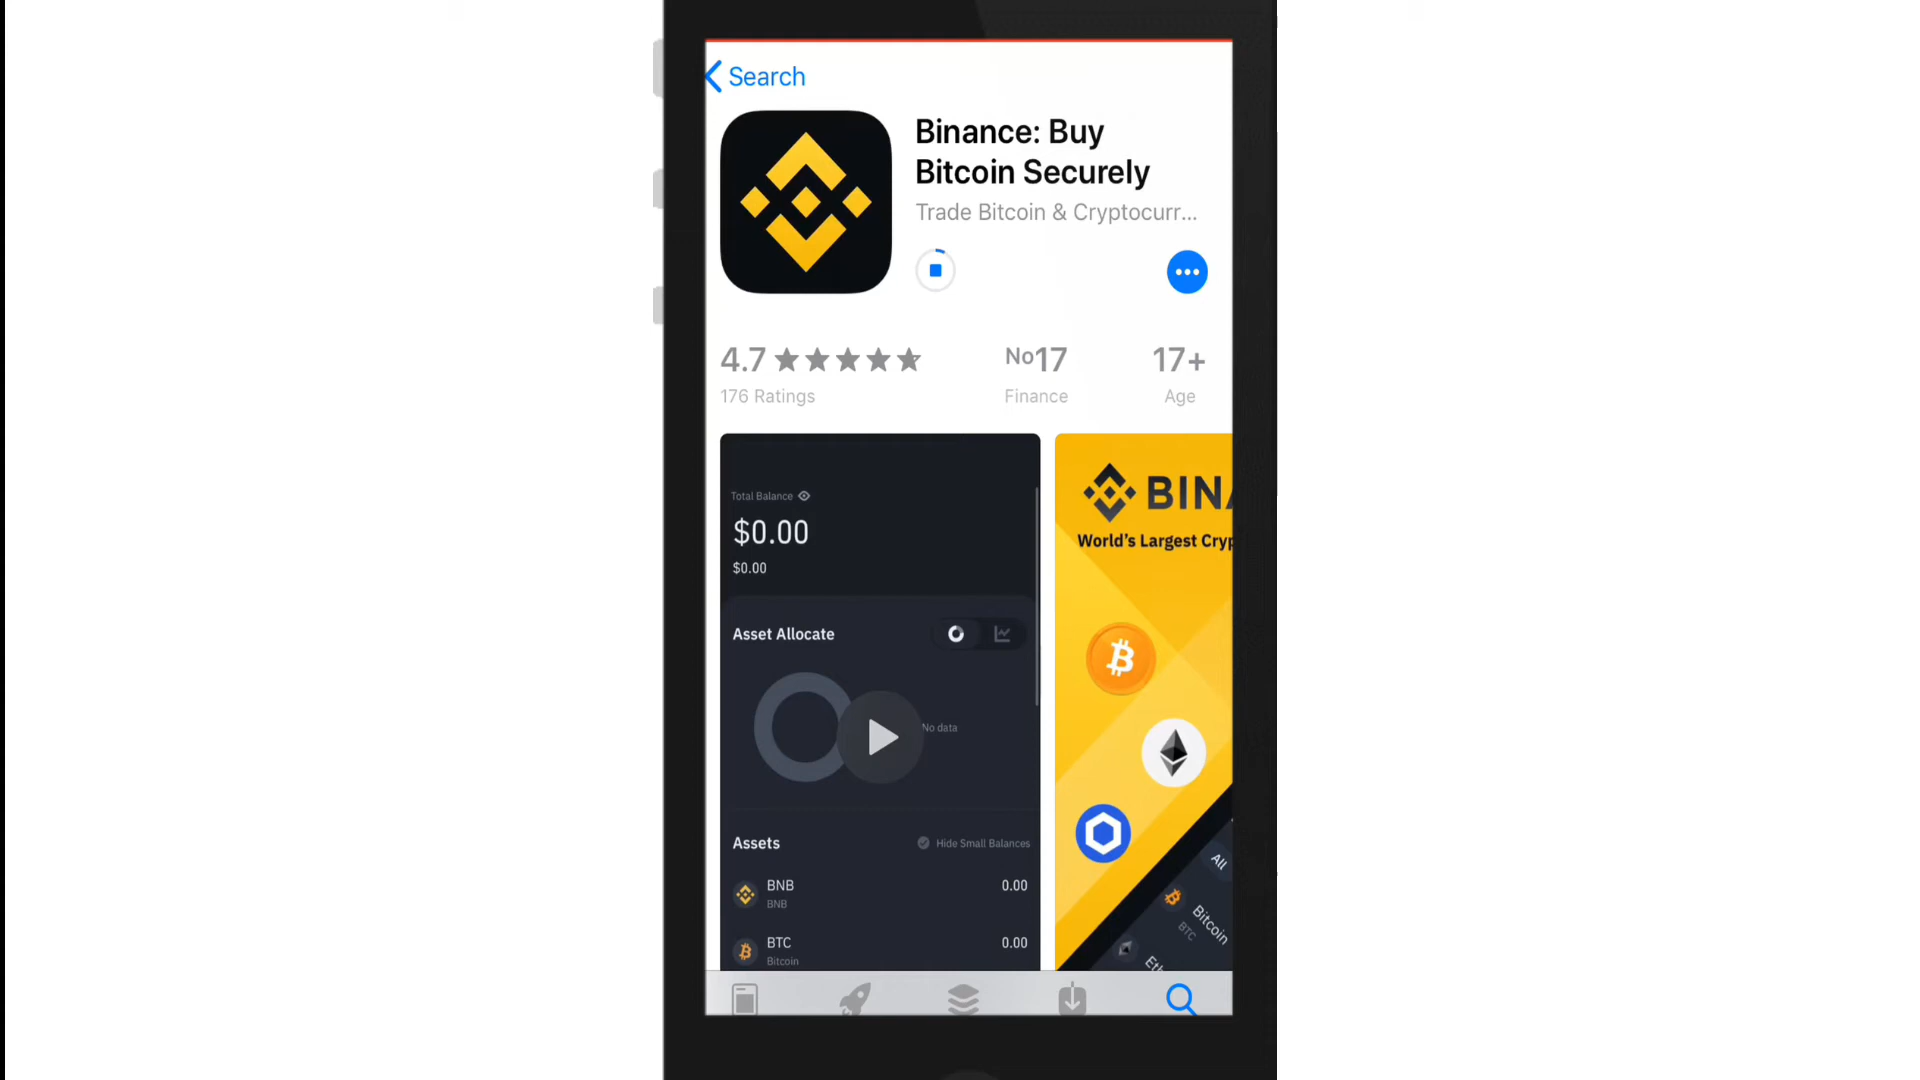 Search
Binance: Buy
Bitcoin Securely
Trade Bitcoin & Cryptocurr...
4.7
No17
17+
176 Ratings
Finance
Age
Total Balance
$0.00
$0.00
Asset Allocate
No data
Assets
Hide Small Balances
BNB
0.00
BNB
BTC
0.00
Bitcoin
BINA
World's Largest Cryp
All
Bitcoin
BTC
Eth